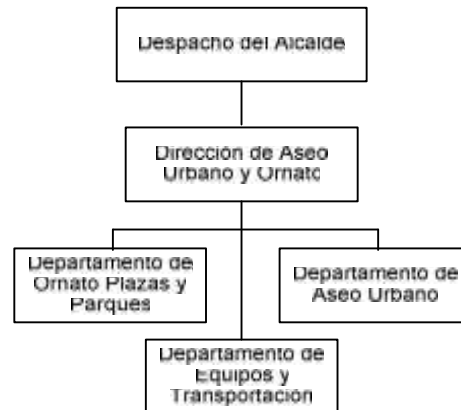 Despacho del Alcalde
Dirección de Aseo
Urbano y Ornato
Departamento de
Ornato Plazas y
Parques
Departamento de
Aseo Urbano
Departamento de
Equipos y
Transportación